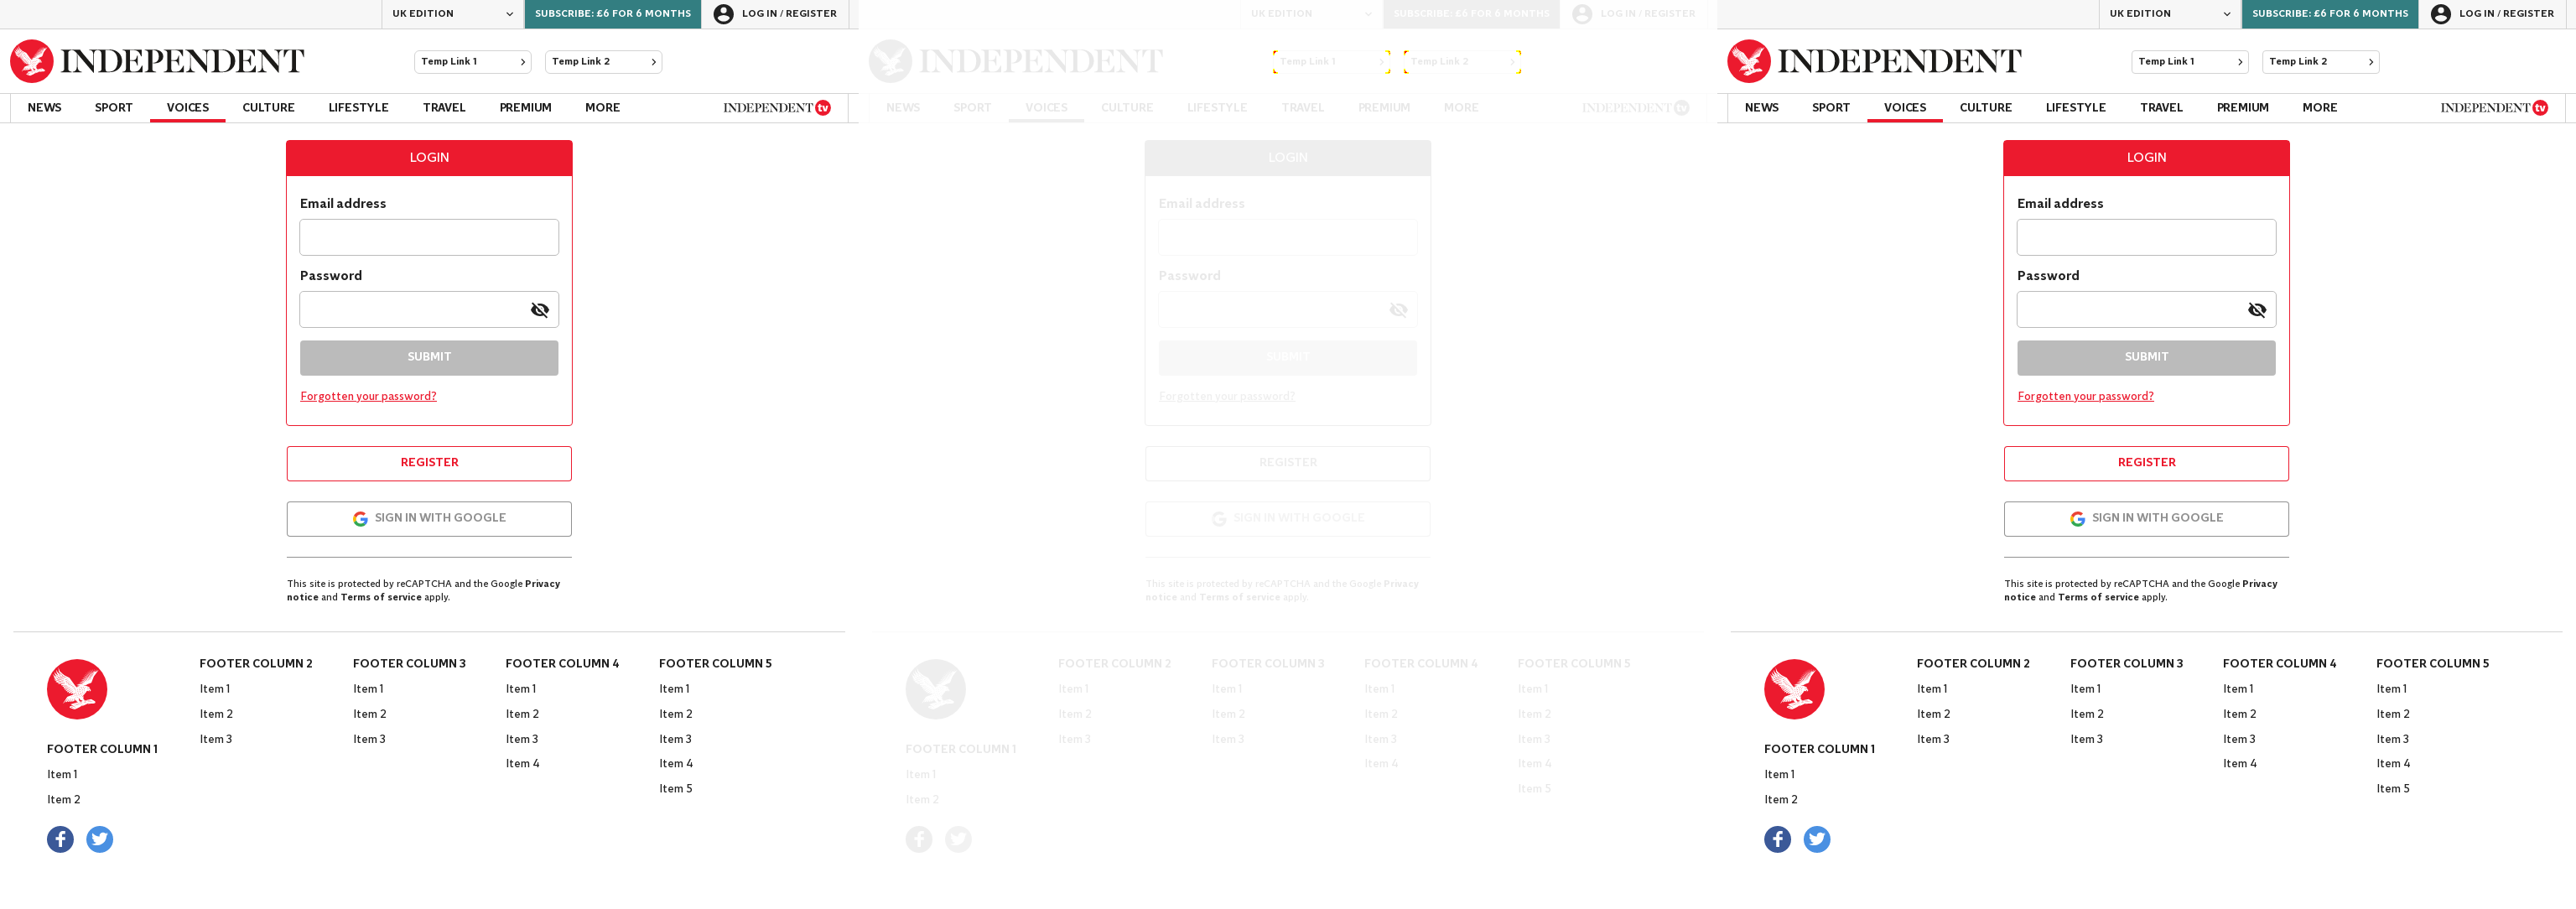 UK EDITION
SUBSCRIBE: £6 FOR 6 MONTHS
LOG IN / REGISTER
INDEPENDENT
Temp Link 1
Temp Link 2
NEWS
SPORT
VOICES
CULTURE
LIFESTYLE
TRAVEL
PREMIUM
MORE
INDEPENDENT tv
LOGIN
Email address
Password
SUBMIT
Forgotten your password?
REGISTER
SIGN IN WITH GOOGLE
This site is protected by reCAPTCHA and the Google Privacy
notice and Terms of service apply.
FOOTER COLUMN 1
Item 1
Item 2
FOOTER COLUMN 2
Item 1
Item 2
Item 3
FOOTER COLUMN 3
Item 1
Item 2
Item 3
FOOTER COLUMN 4
Item 1
Item 2
Item 3
Item 4
FOOTER COLUMN 5
Item 1
Item 2
Item 3
Item 4
Item 5
UK EDITION
SUBSCRIBE: £6 FOR 6 MONTHS
LOG IN / REGISTER
INDEPENDENT
Temp Link 1
Temp Link 2
NEWS
SPORT
VOICES
CULTURE
LIFESTYLE
TRAVEL
PREMIUM
MORE
INDEPENDENT tv
LOGIN
Email address
Password
SUBMIT
Forgotten your password?
REGISTER
SIGN IN WITH GOOGLE
This site is protected by reCAPTCHA and the Google Privacy
notice and Terms of service apply.
FOOTER COLUMN 1
Item 1
Item 2
FOOTER COLUMN 2
Item 1
Item 2
Item 3
FOOTER COLUMN 3
Item 1
Item 2
Item 3
FOOTER COLUMN 4
Item 1
Item 2
Item 3
Item 4
FOOTER COLUMN 5
Item 1
Item 2
Item 3
Item 4
Item 5
UK EDITION
SUBSCRIBE: £6 FOR 6 MONTHS
LOG IN / REGISTER
INDEPENDENT
Temp Link 1
Temp Link 2
NEWS
SPORT
VOICES
CULTURE
LIFESTYLE
TRAVEL
PREMIUM
MORE
INDEPENDENT tv
LOGIN
Email address
Password
SUBMIT
Forgotten your password?
REGISTER
SIGN IN WITH GOOGLE
This site is protected by reCAPTCHA and the Google Privacy
notice and Terms of service apply.
FOOTER COLUMN 1
Item 1
Item 2
FOOTER COLUMN 2
Item 1
Item 2
Item 3
FOOTER COLUMN 3
Item 1
Item 2
Item 3
FOOTER COLUMN 4
Item 1
Item 2
Item 3
Item 4
FOOTER COLUMN 5
Item 1
Item 2
Item 3
Item 4
Item 5